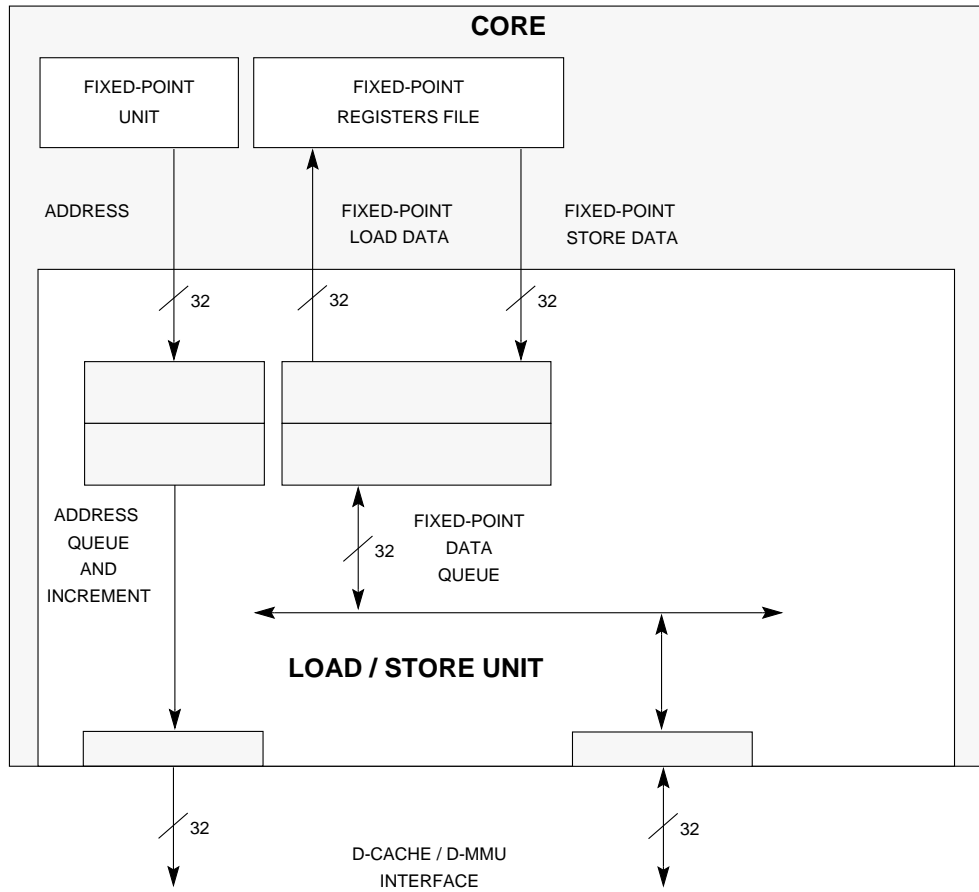 CORE
FIXED-POINT
UNIT
FIXED-POINT
REGISTERS FILE
ADDRESS
FIXED-POINT
LOAD DATA
FIXED-POINT
STORE DATA
32
32
32
ADDRESS
QUEUE
AND
INCREMENT
32
FIXED-POINT
DATA
QUEUE
LOAD / STORE UNIT
32
32
D-CACHE / D-MMU
INTERFACE